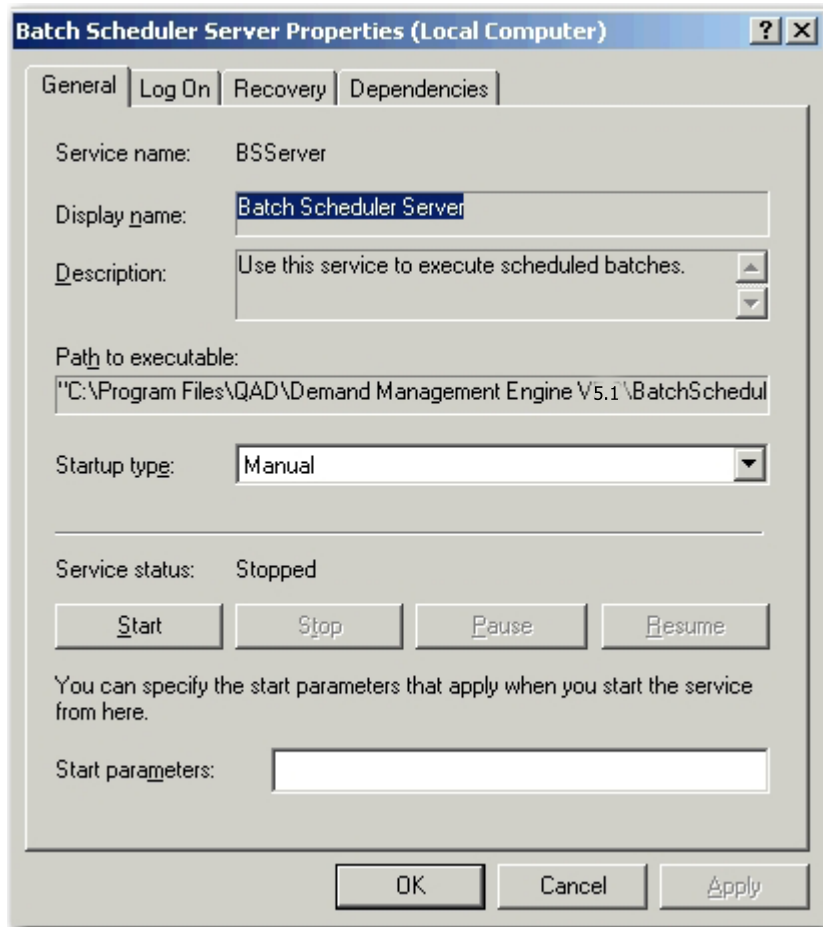 Batch Scheduler Server Properties (Local Computer) ? X
General Log On Recovery Dependencies
Service name: BSServer
Display name: Batch Scheduler Server
Description: Use this service to execute scheduled batches.
Path to executable:
"C:\Program Files\QAD\Demand Management Engine V5.1\BatchSchedul
Startup type: Manual
Service status: Stopped
Start Stop Pause Resume
You can specify the start parameters that apply when you start the service
from here.
Start parameters:
OK Cancel Apply